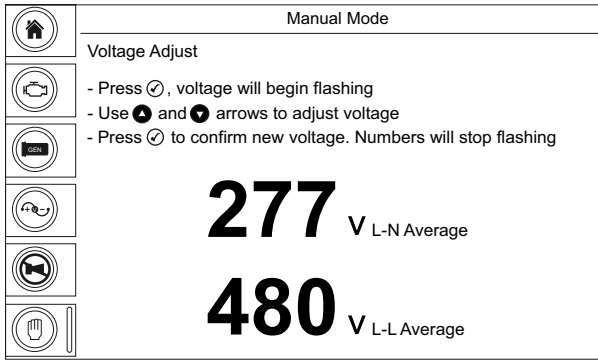 Manual Mode
Voltage Adjust
- Press ✓, voltage will begin flashing
- Use ▲ and ▼ arrows to adjust voltage
- Press ✓ to confirm new voltage. Numbers will stop flashing
GEN
277 V L-N Average
480 V L-L Average